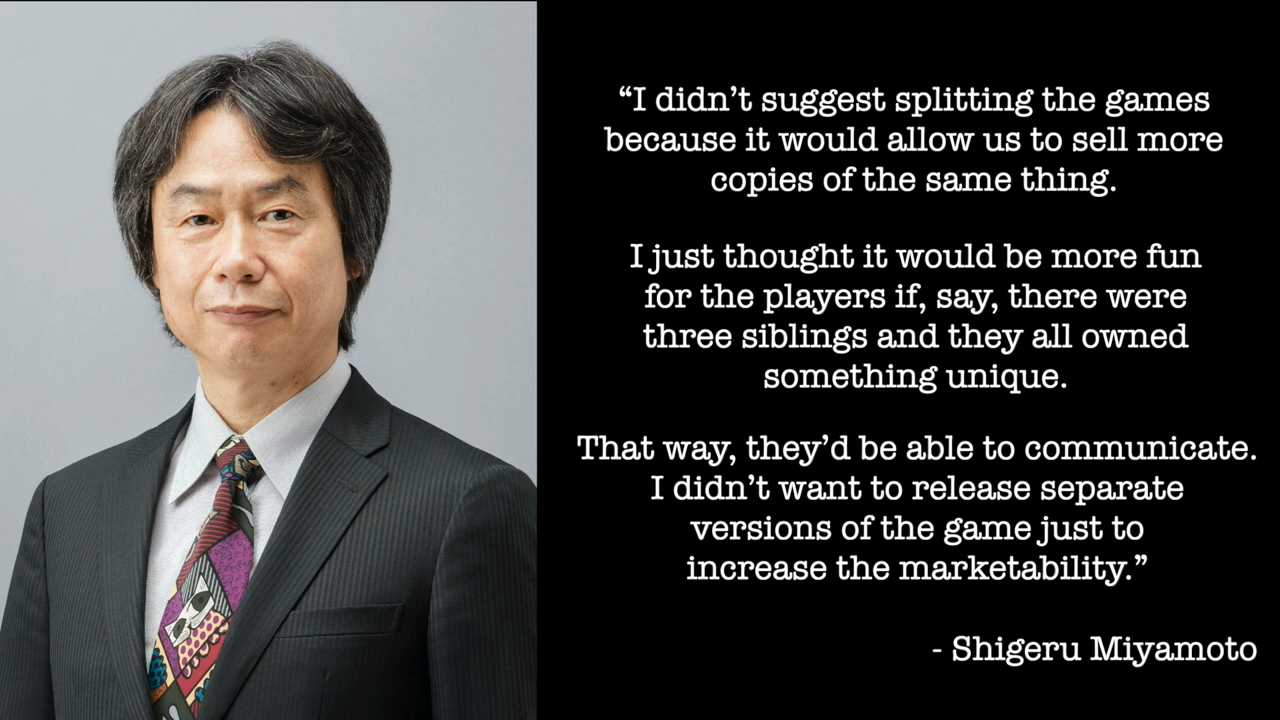 “I didn’t suggest splitting the games
because it would allow us to sell more
copies of the same thing.
I just thought it would be more fun
for the players if, say, there were
three siblings and they all owned
something unique.
That way, they’d be able to communicate.
I didn’t want to release separate
versions of the game just to
increase the marketability.”
- Shigeru Miyamoto